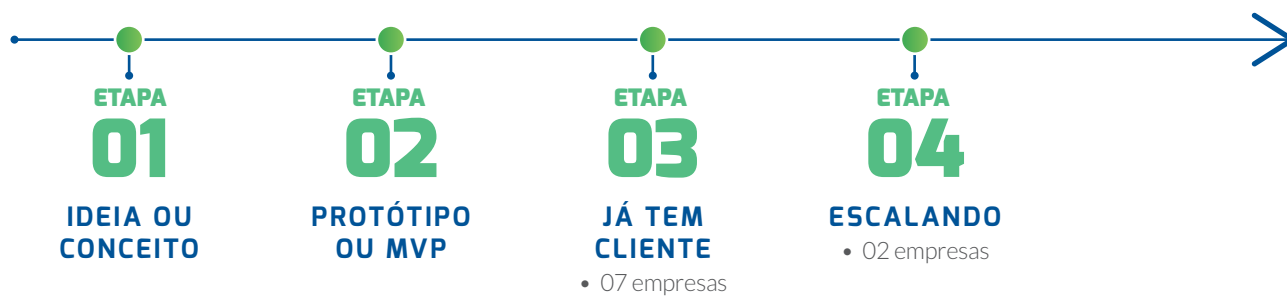 ETAPA
01
IDEIA OU
CONCEITO
ETAPA
02
PROTÓTIPO
OU MVP
ETAPA
03
JÁ TEM
CLIENTE
• 07 empresas
ETAPA
04
ESCALANDO
• 02 empresas